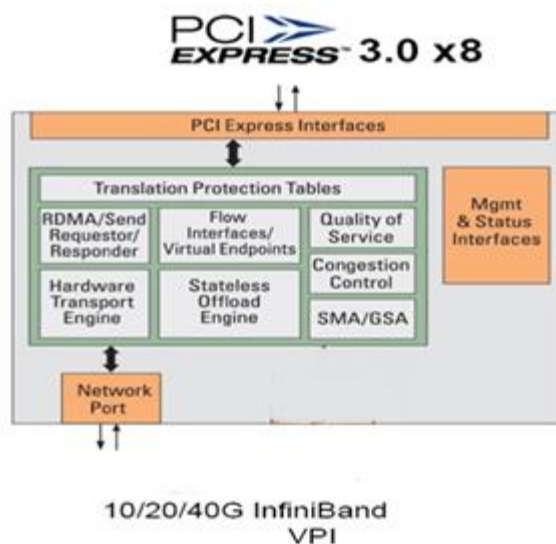 PCI
EXPRESS™ 3.0 x8
PCI Express Interfaces
Translation Protection Tables
RDMA/Send
Requestor/
Responder
Flow
Interfaces/
Virtual Endpoints
Quality of
Service
Hardware
Transport
Engine
Stateless
Offload
Engine
Congestion
Control
SMA/GSA
Mgmt
& Status
Interfaces
Network
Port
10/20/40G InfiniBand
VPI